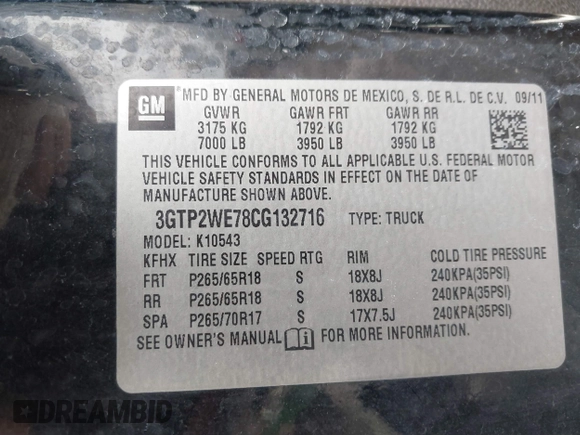 GM
MFD BY GENERAL MOTORS DE MEXICO, S. DE R.L. DE C.V. 09/11
GVWR GAWR FRT GAWR RR
3175 KG 1792 KG 1792 KG
7000 LB 3950 LB 3950 LB
THIS VEHICLE CONFORMS TO ALL APPLICABLE U.S. FEDERAL MOTOR
VEHICLE SAFETY STANDARDS IN EFFECT ON THE DATE OF
MANUFACTURE SHOWN ABOVE.
3GTP2WE78CG132716 TYPE: TRUCK
MODEL: K10543
KFHX TIRE SIZE SPEED RTG RIM COLD TIRE PRESSURE
FRT P265/65R18 S 18X8J 240KPA(35PSI)
RR P265/65R18 S 18X8J 240KPA(35PSI)
SPA P265/70R17 S 17X7.5J 240KPA(35PSI)
SEE OWNER'S MANUAL FOR MORE INFORMATION.
DREAMBID